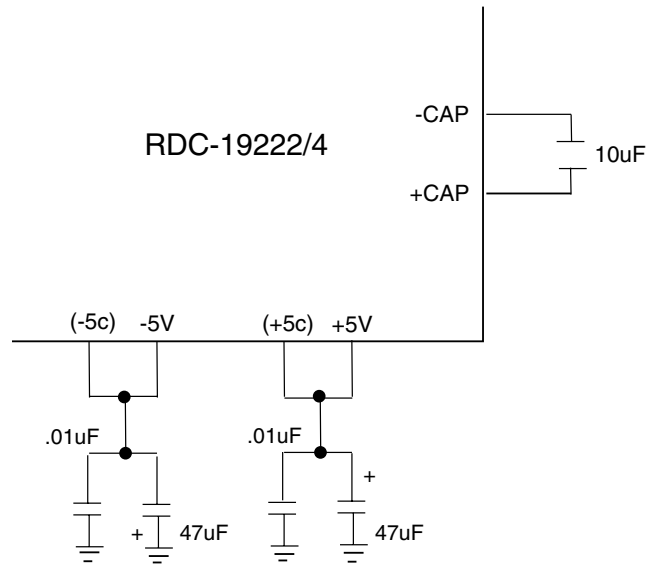 -CAP
RDC-19222/4
10uF
+CAP
(-5c) -5V (+5c) +5V
.01uF .01uF
+
+ 47uF 47uF